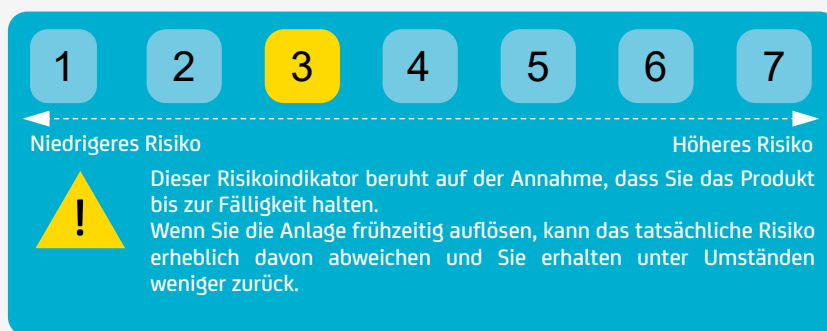 1 2 3 4 5 6 7
Niedrigeres Risiko Höheres Risiko
!
Dieser Risikoindikator beruht auf der Annahme, dass Sie das Produkt
bis zur Fälligkeit halten.
Wenn Sie die Anlage frühzeitig auflösen, kann das tatsächliche Risiko
erheblich davon abweichen und Sie erhalten unter Umständen
weniger zurück.